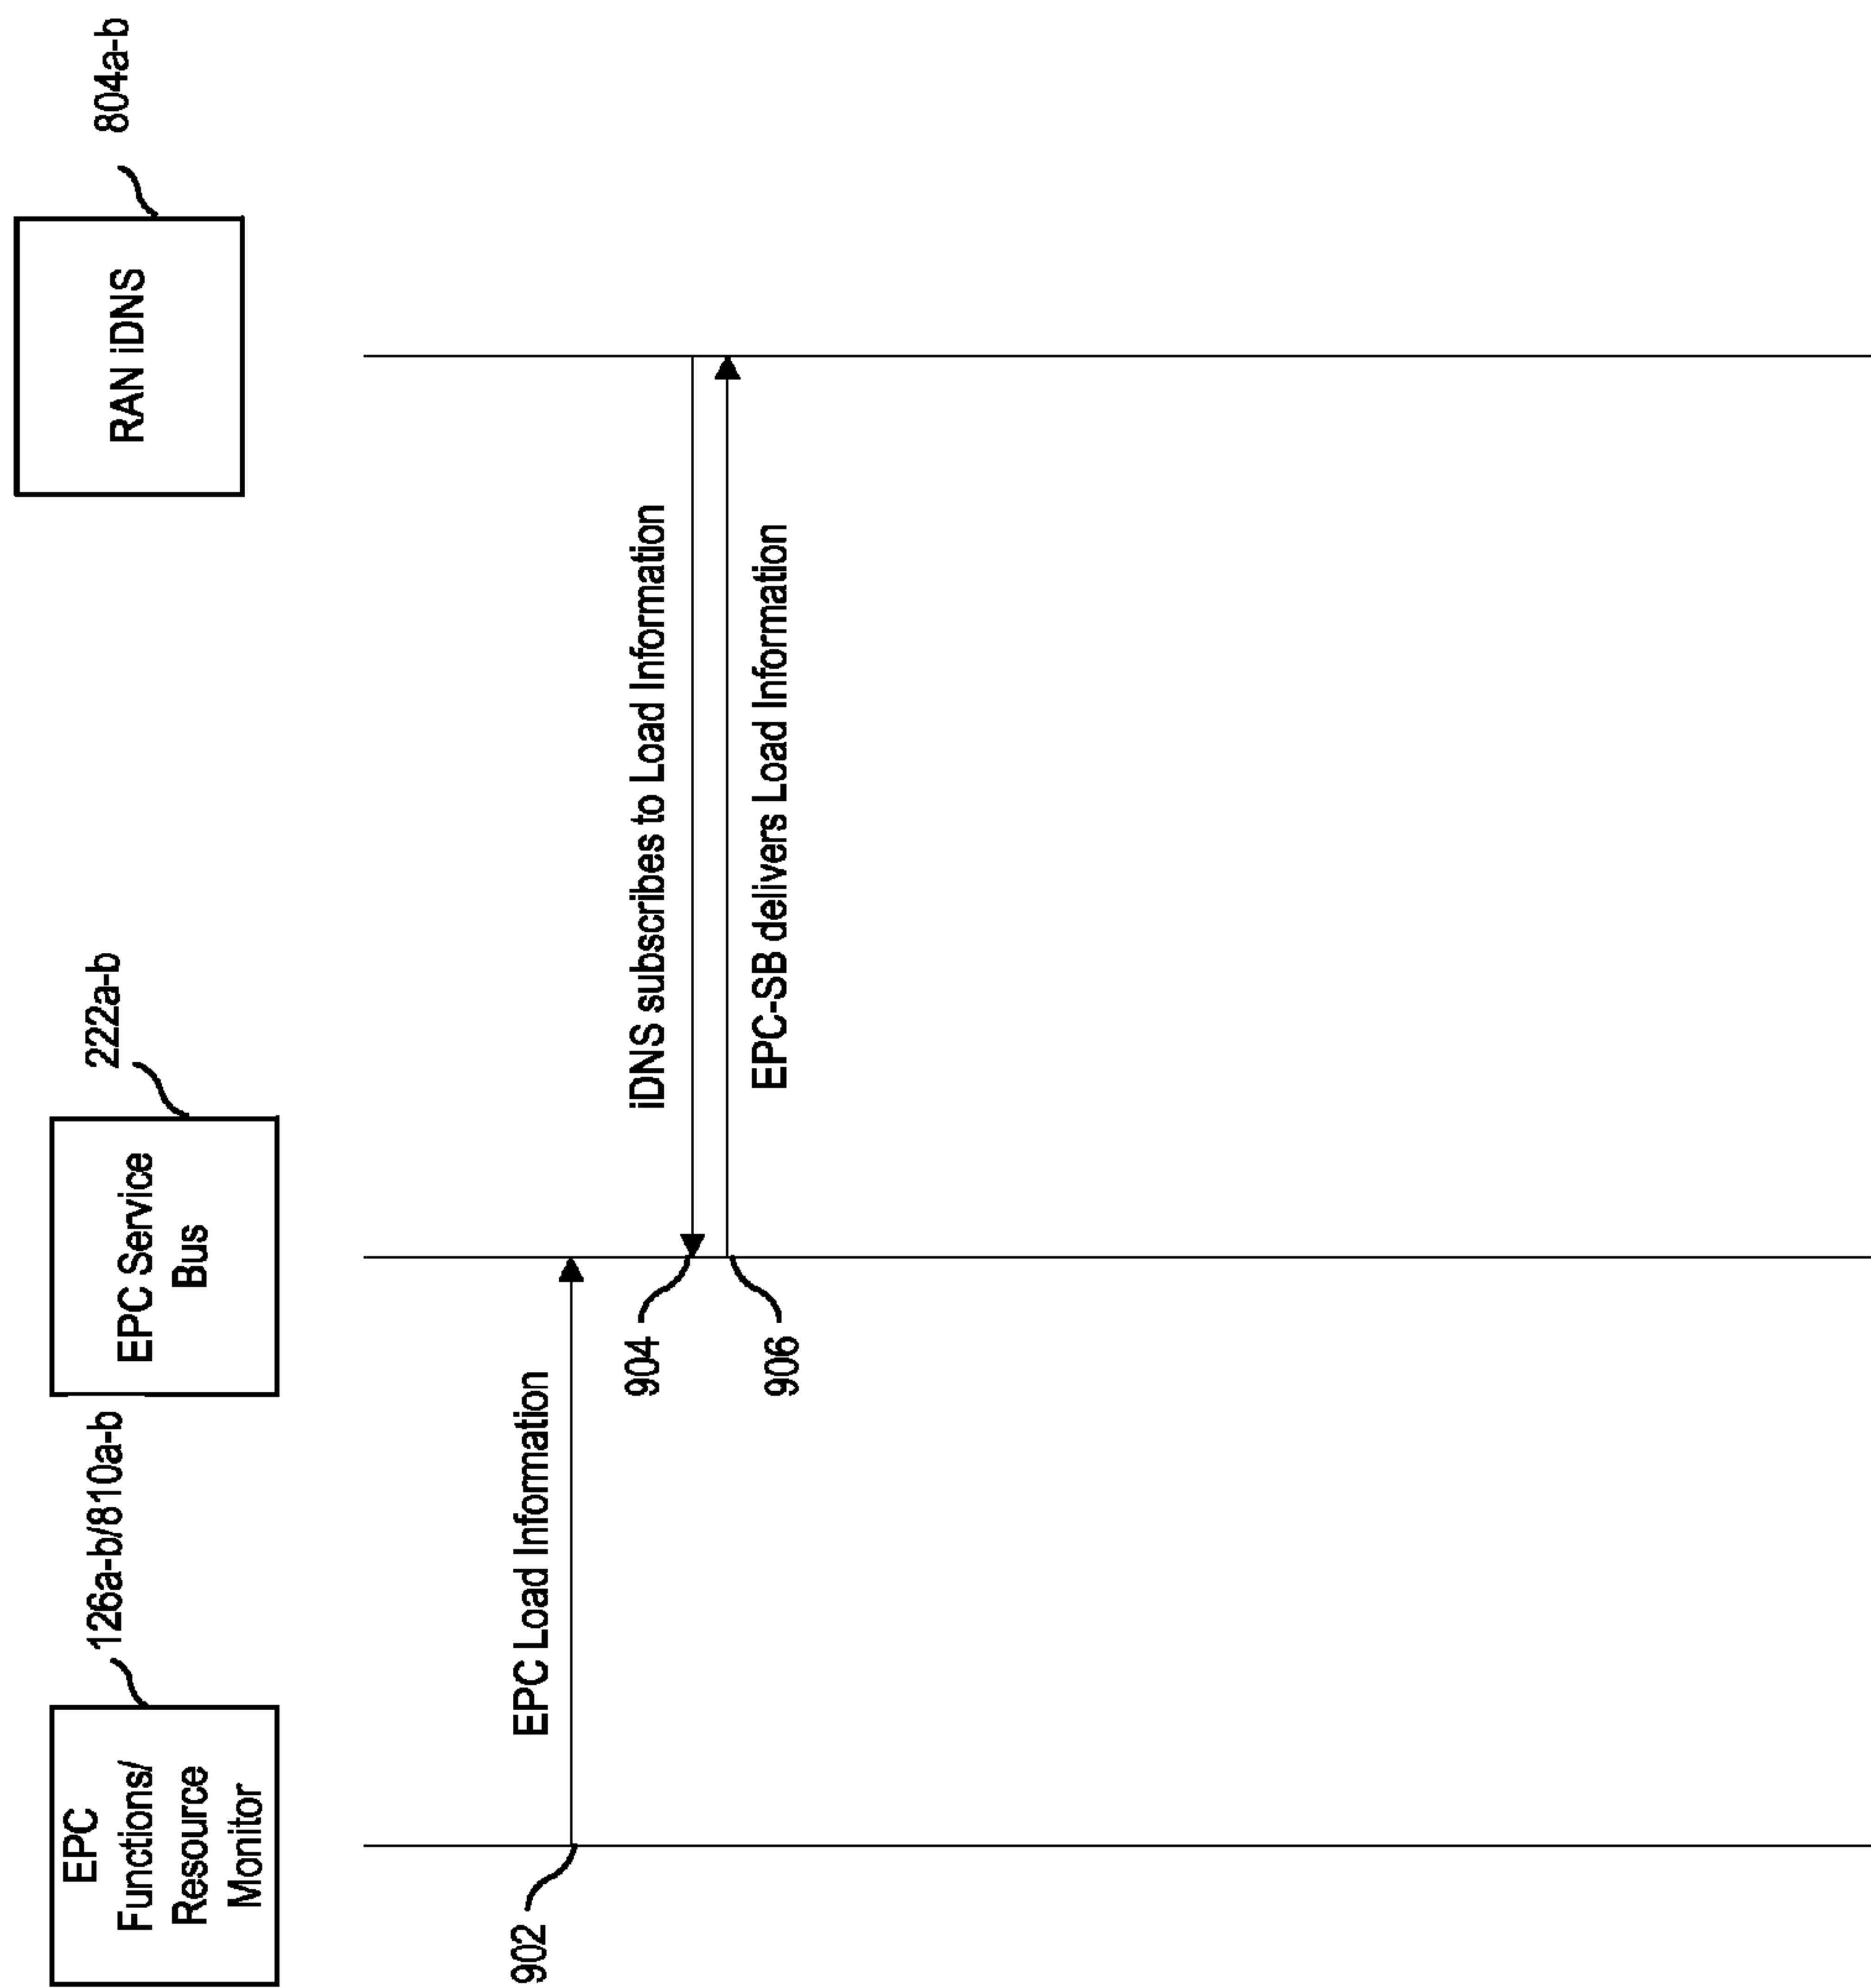 126a-b/810a-b
222a-b
804a-b
EPC
Functions/
Resource
Monitor
EPC Service
Bus
RAN iDNS
902
EPC Load Information
904
iDNS subscribes to Load Information
906
EPC-SB delivers Load Information